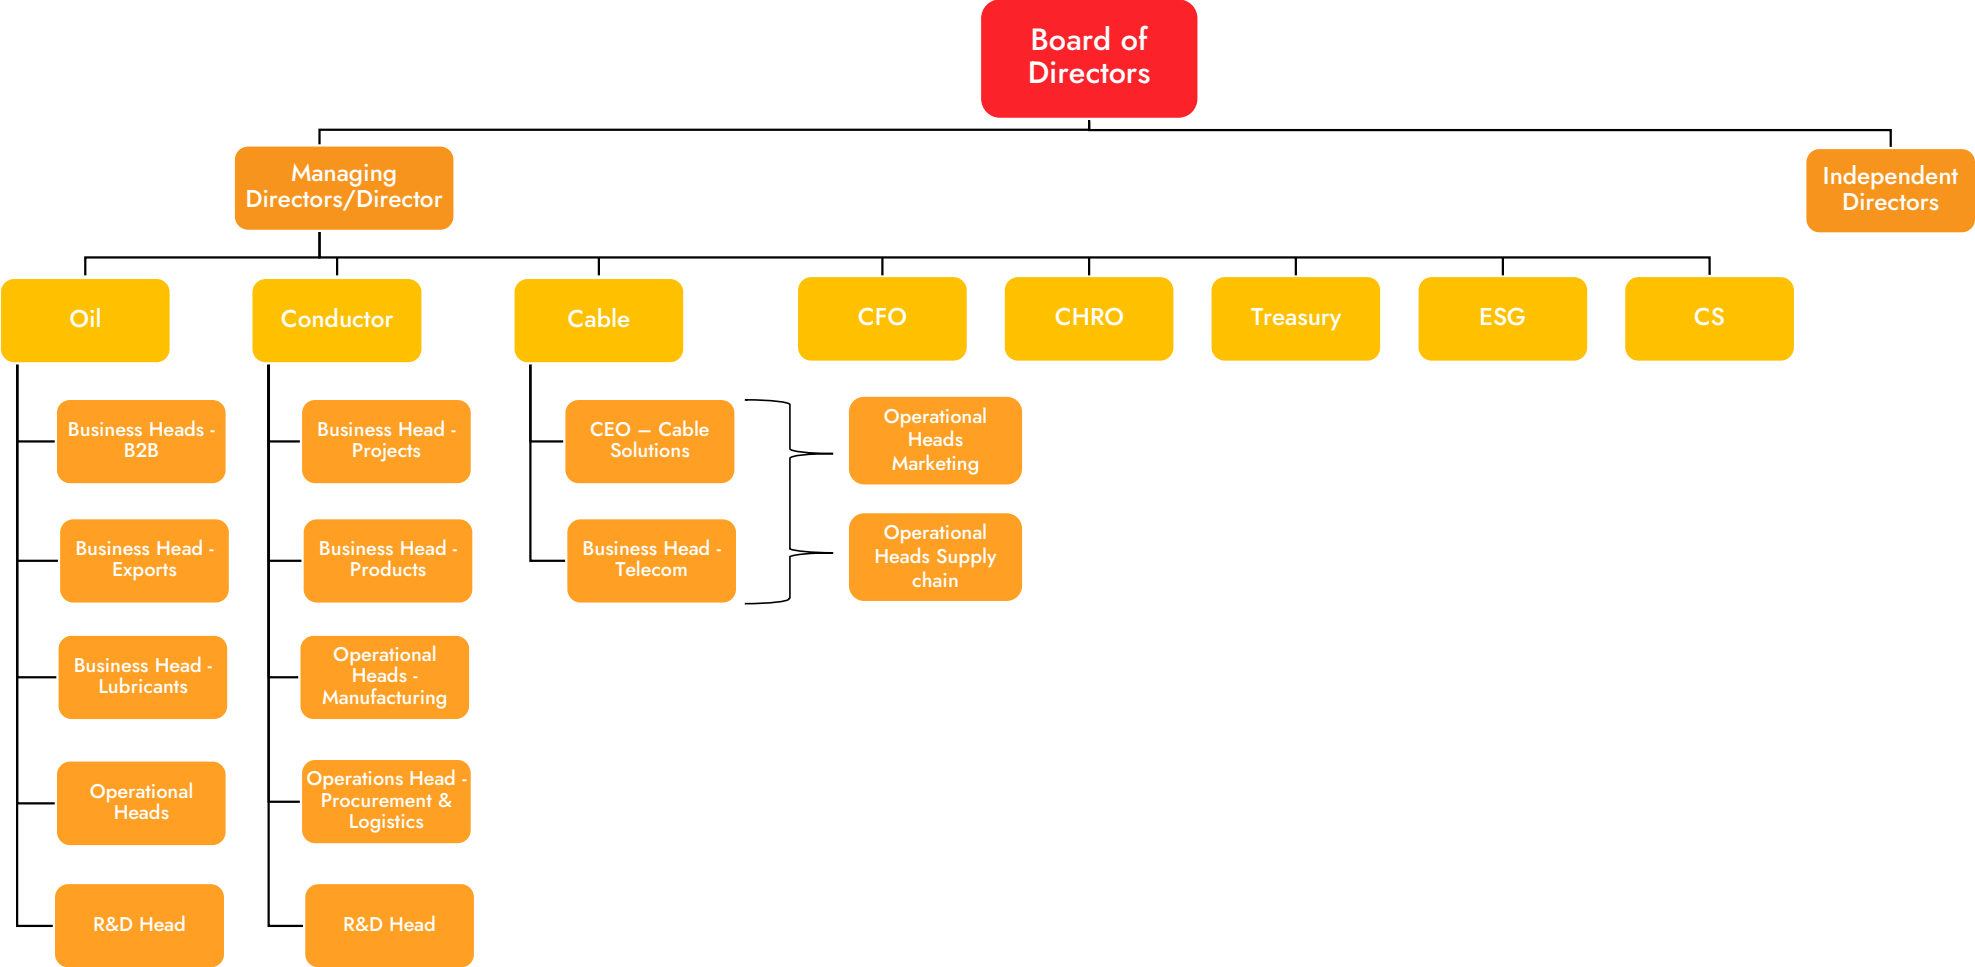 Board of
Directors
Managing
Directors/Director
Independent
Directors
Oil
Conductor
Cable
CFO
CHRO
Treasury
ESG
CS
Business Heads -
B2B
Business Head -
Exports
Business Head -
Lubricants
Operational
Heads
R&D Head
Business Head -
Projects
Business Head -
Products
Operational
Heads -
Manufacturing
Operations Head -
Procurement &
Logistics
R&D Head
CEO – Cable
Solutions
Business Head -
Telecom
Operational
Heads
Marketing
Operational
Heads Supply
chain